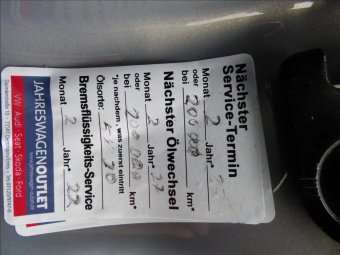 Nächster
Service-Termin
Monat 2 Jahr*
oder
bei 200 000 km*
Nächster Ölwechsel
Monat 2 Jahr* 23
oder
bei 200 000 km*
*je nachdem, was zuerst eintritt
Ölsorte:
Bremsflüssigkeits-Service
Monat 2 Jahr* 23
JAHRESWAGENOUTLET
VW · Audi · Seat · Skoda · Ford